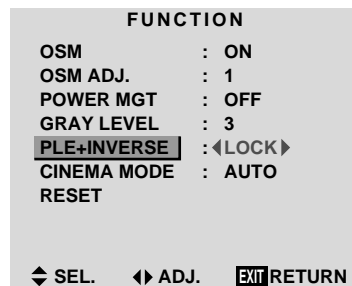 FUNCTION
OSM : ON
OSM ADJ. : 1
POWER MGT : OFF
GRAY LEVEL : 3
PLE+INVERSE : LOCK
CINEMA MODE : AUTO
RESET
SEL. ADJ. EXIT RETURN